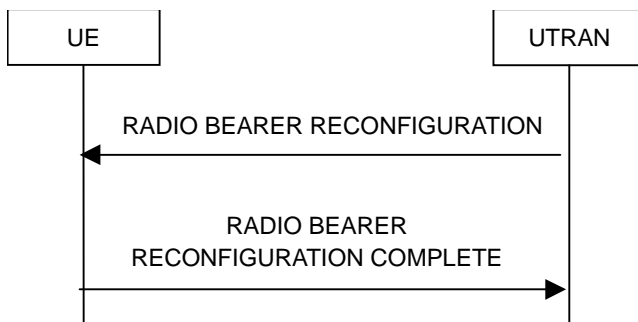 UE
UTRAN
RADIO BEARER RECONFIGURATION
RADIO BEARER
RECONFIGURATION COMPLETE